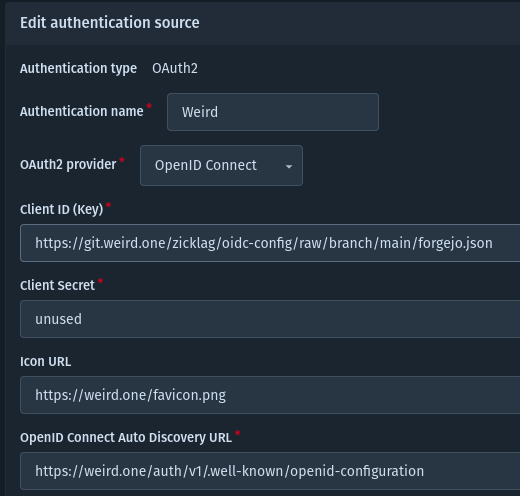 Edit authentication source
Authentication type OAuth2
Authentication name * Weird
OAuth2 provider * OpenID Connect
Client ID (Key) *
https://git.weird.one/zicklag/oidc-config/raw/branch/main/forgejo.json
Client Secret *
unused
Icon URL
https://weird.one/favicon.png
OpenID Connect Auto Discovery URL *
https://weird.one/auth/v1/.well-known/openid-configuration